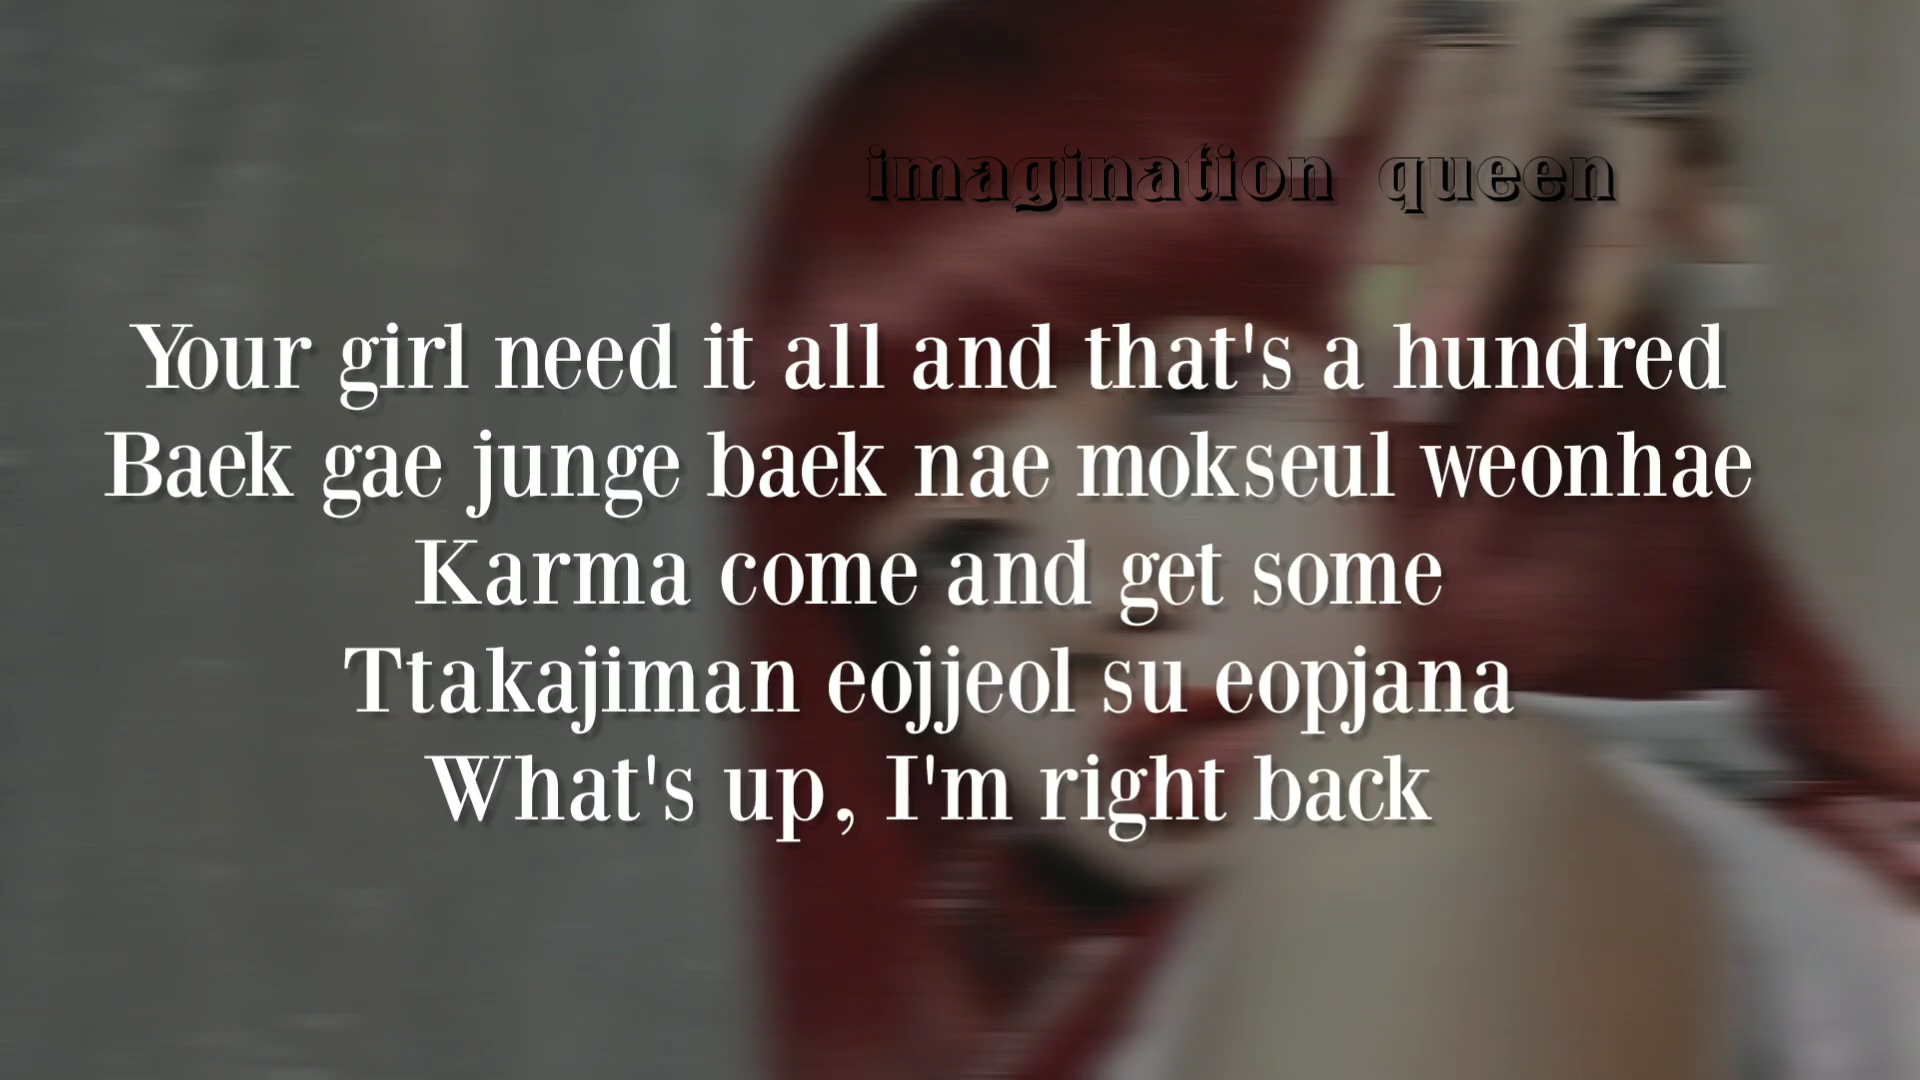 imagination queen
Your girl need it all and that's a hundred
Baek gae junge baek nae mokseul weonhae
Karma come and get some
Ttakajiman eojjeol su eopjana
What's up, I'm right back